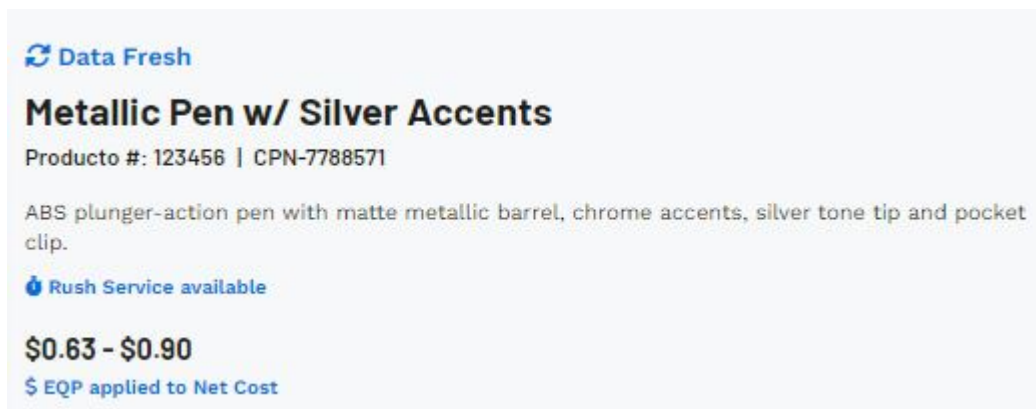 Data Fresh
Metallic Pen w/ Silver Accents
Producto #: 123456 | CPN-7788571
ABS plunger-action pen with matte metallic barrel, chrome accents, silver tone tip and pocket
clip.
Rush Service available
$0.63 - $0.90
$ EQP applied to Net Cost